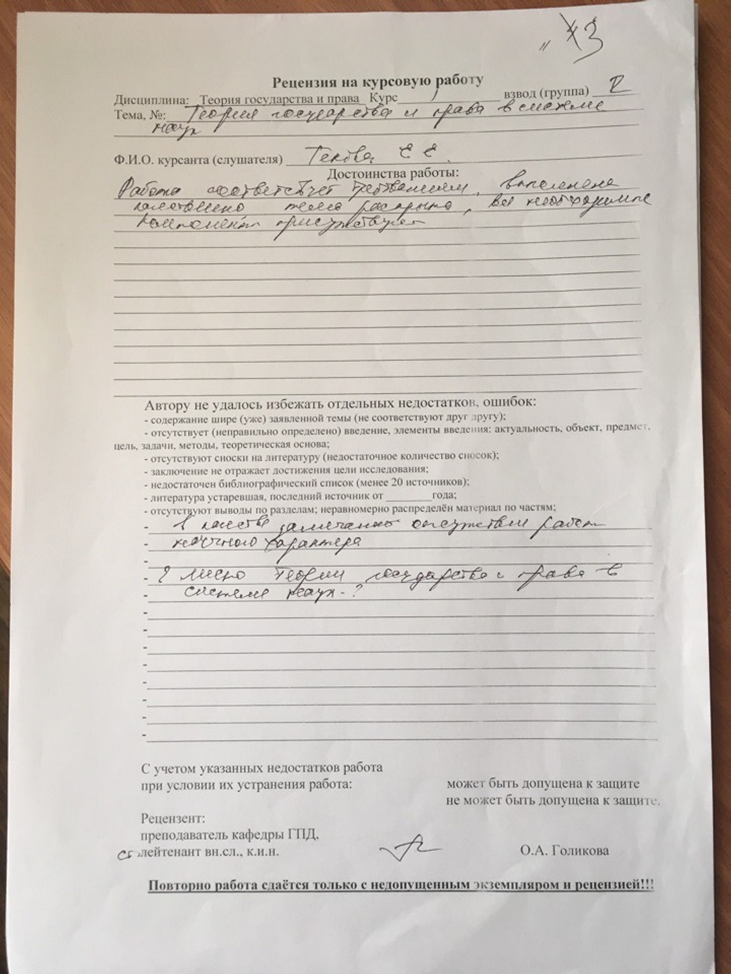 „ 43
Рецензия на курсовую работу
Дисциплина: Теория государства и права Курс 1 взвод (группа)
Тема, №: Теория государства и права в системе
наук
Ф.И.О. курсанта (слушателя) Е Е.
Достоинства работы:
Работа соответствует требованиям, выполнена
качественно тема раскрыта, все необходимые
компоненты присутствуют
Автору не удалось избежать отдельных недостатков, ошибок:
- содержание шире (уже) заявленной темы (не соответствуют друг другу);
- отсутствует (неправильно определено) введение, элементы введения: актуальность, объект, предмет,
цель, задачи, методы, теоретическая основа;
- отсутствуют сноски на литературу (недостаточное количество сносок);
- заключение не отражает достижения цели исследования;
- недостаточен библиографический список (менее 20 источников);
- литература устаревшая, последний источник от ________ года;
- отсутствуют выводы по разделам; неравномерно распределён материал по частям;
- в качестве замечания отсутствии работ
- научного характера
-
- место теории государства и права в
- системе наук - ?
-
-
-
-
-
-
-
-
С учетом указанных недостатков работа
при условии их устранения работа: может быть допущена к защите
не может быть допущена к защите.
Рецензент:
преподаватель кафедры ГПД,
ст. лейтенант вн.сл., к.и.н. О.А. Голикова
Повторно работа сдаётся только с недопущенным экземпляром и рецензией!!!